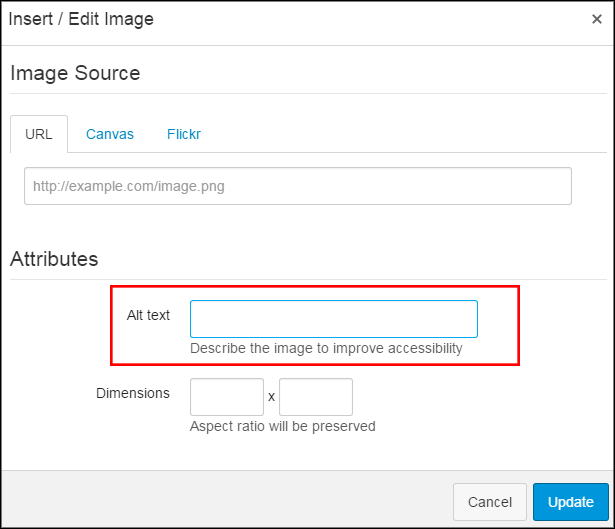 Insert / Edit Image ×
Image Source
URL Canvas Flickr
http://example.com/image.png
Attributes
Alt text
Describe the image to improve accessibility
Dimensions x
Aspect ratio will be preserved
Cancel Update